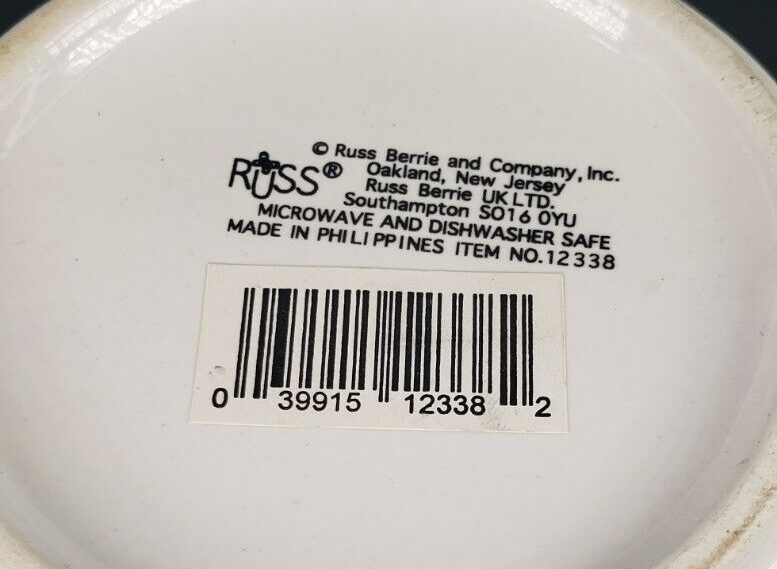 © Russ Berrie and Company, Inc.
RUSS® Oakland, New Jersey
Russ Berrie UK LTD.
Southampton SO16 0YU
MICROWAVE AND DISHWASHER SAFE
MADE IN PHILIPPINES ITEM NO.12338
0 39915 12338 2